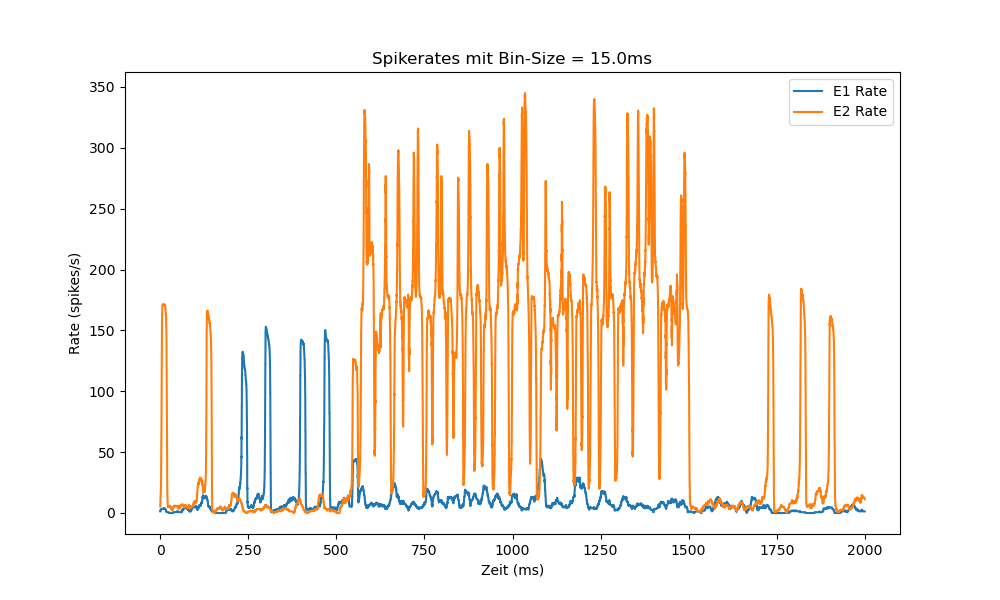 Spikerates mit Bin-Size = 15.0ms
E1 Rate
E2 Rate
Rate (spikes/s)
350
300
250
200
150
100
50
0
0 250 500 750 1000 1250 1500 1750 2000
Zeit (ms)